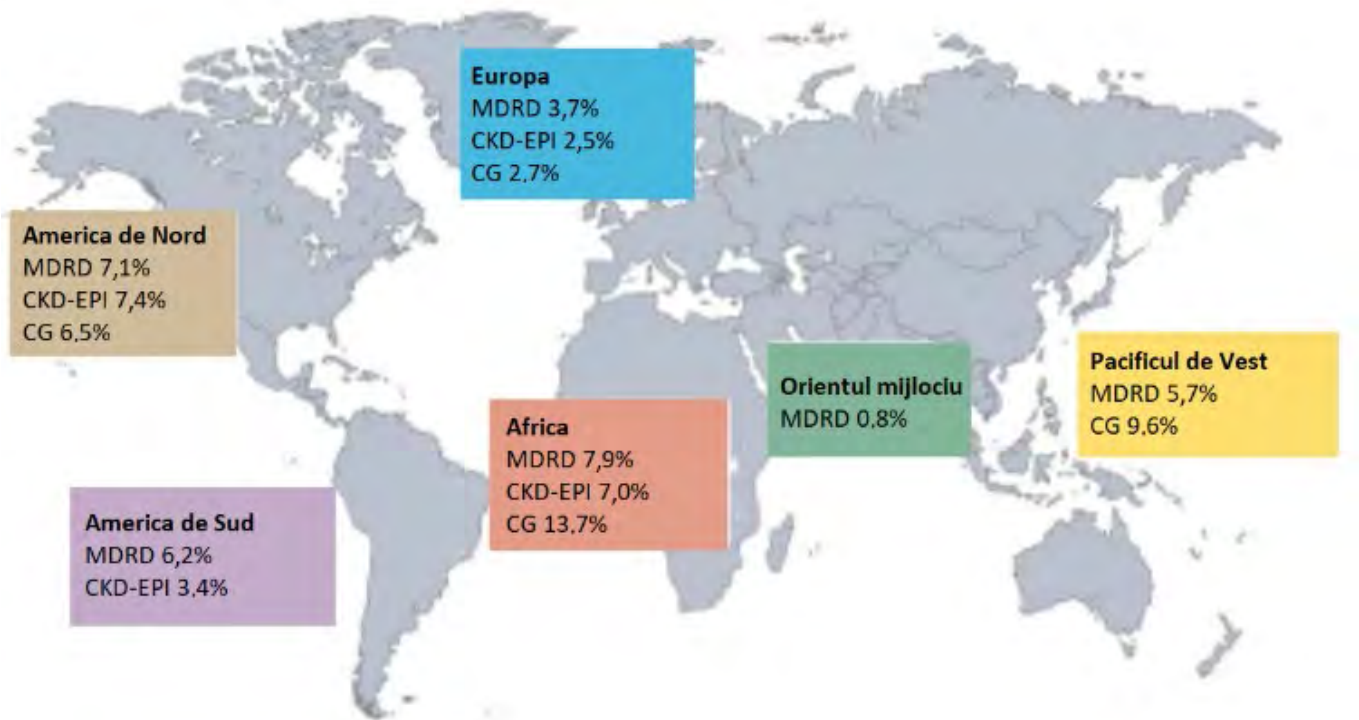 Europa
MDRD 3,7%
CKD-EPI 2,5%
CG 2,7%
America de Nord
MDRD 7,1%
CKD-EPI 7,4%
CG 6,5%
Orientul mijlociu
MDRD 0,8%
Pacificul de Vest
MDRD 5,7%
CG 9,6%
Africa
MDRD 7,9%
CKD-EPI 7,0%
CG 13,7%
America de Sud
MDRD 6,2%
CKD-EPI 3,4%